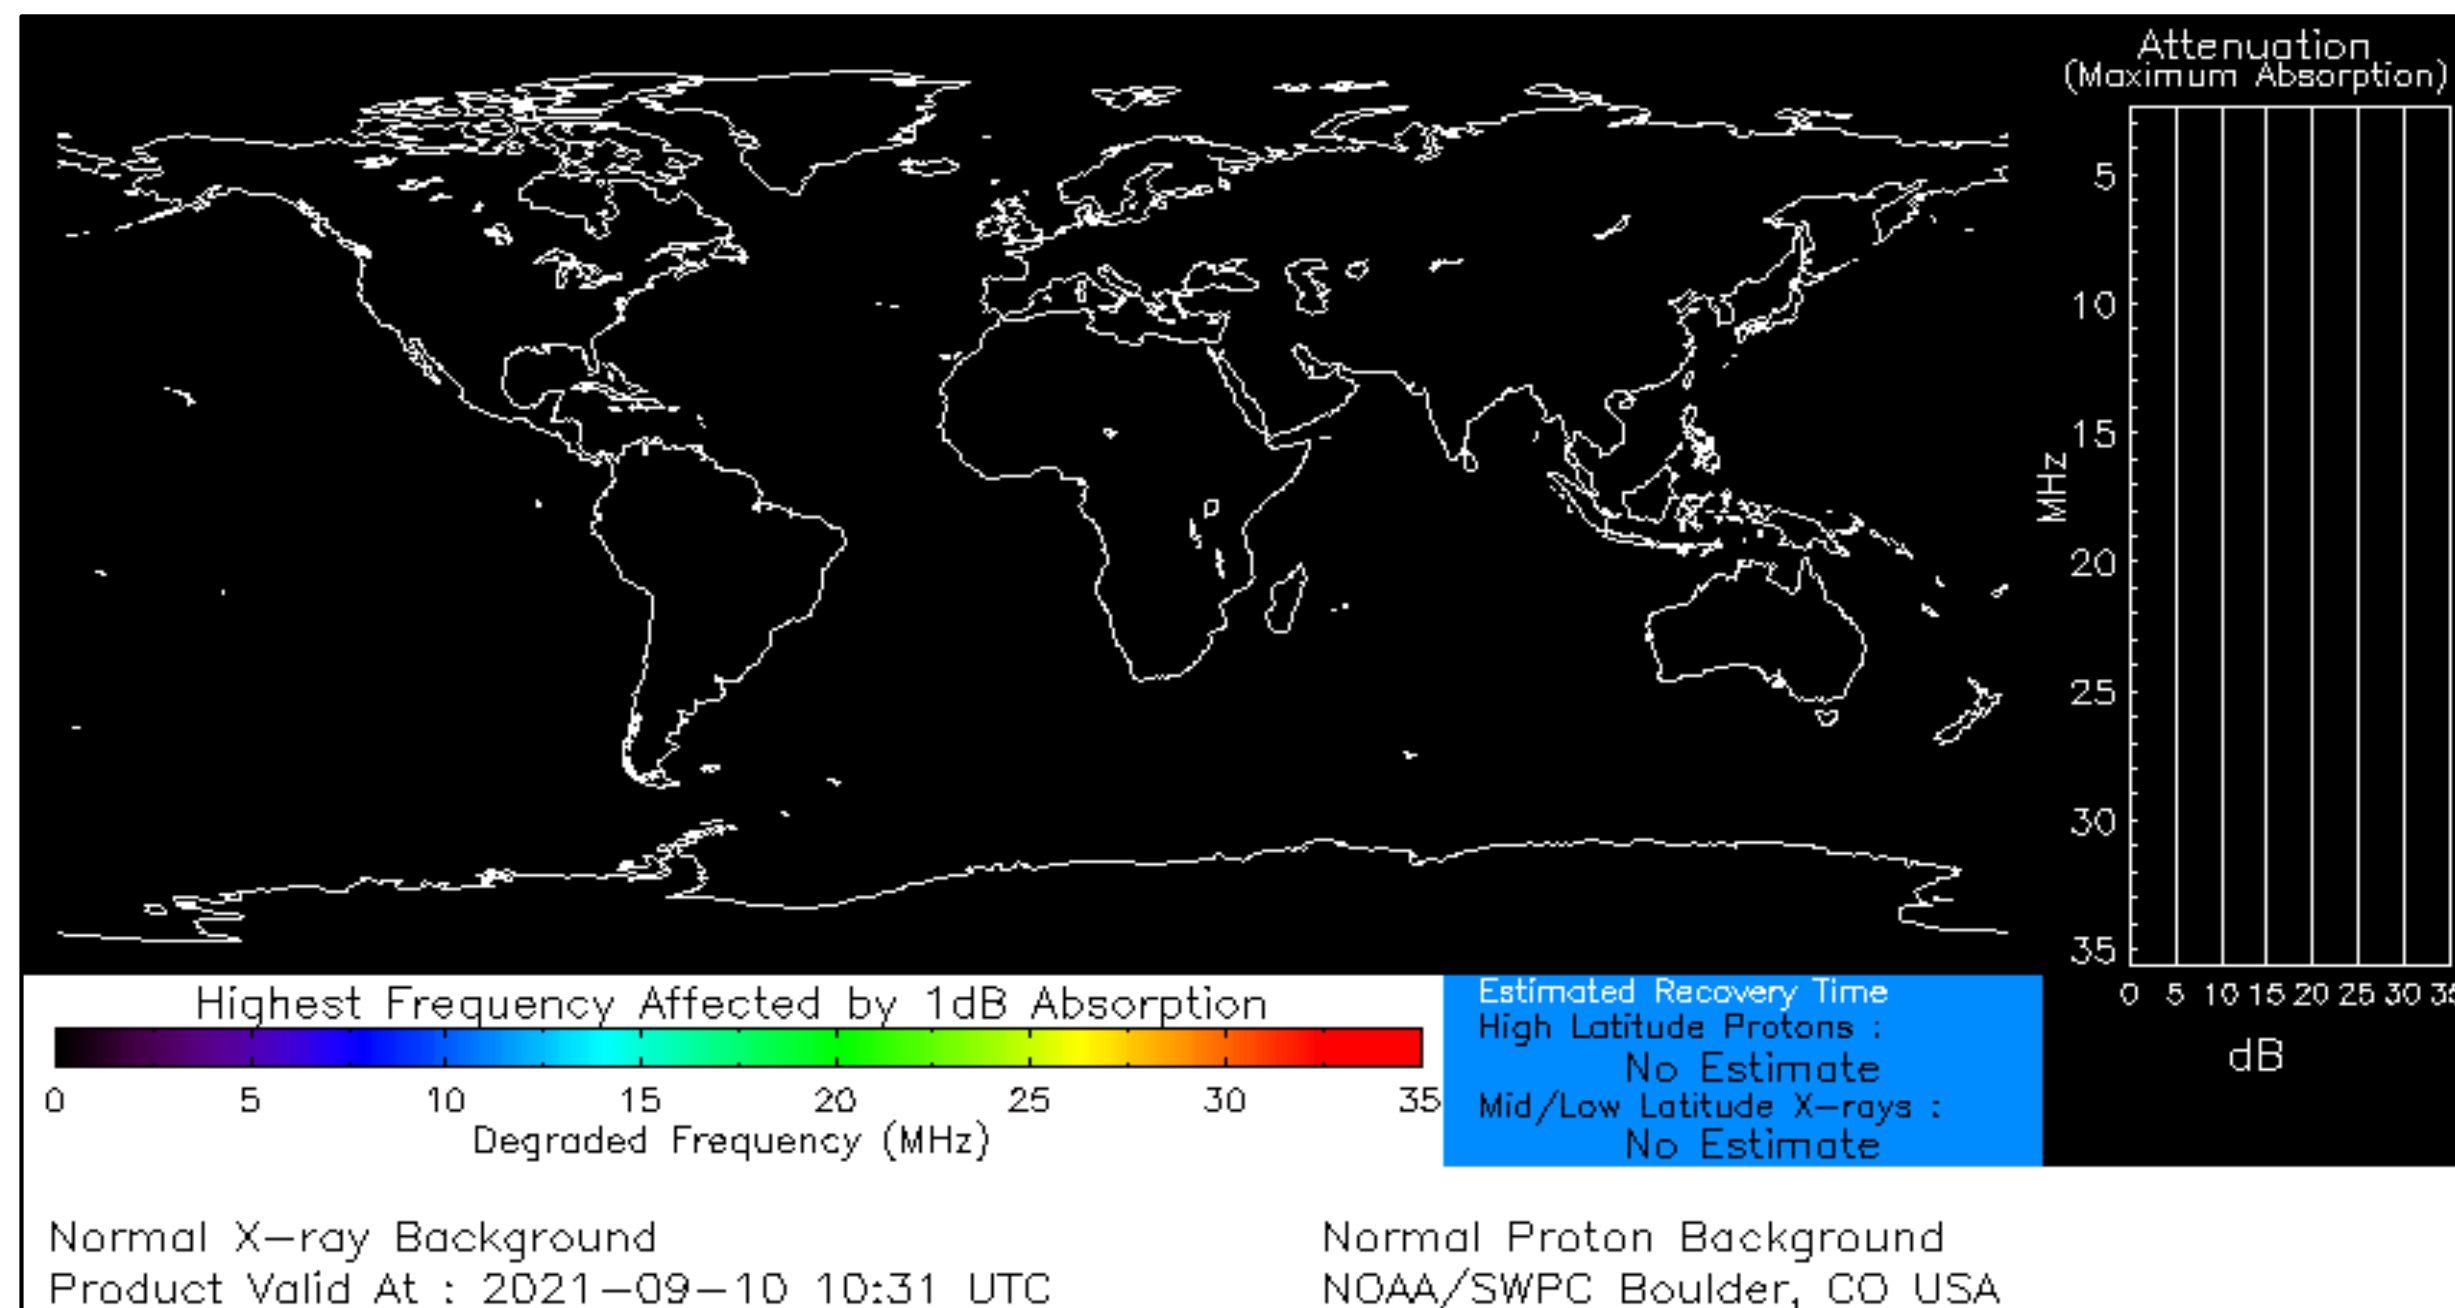 Attenuation
(Maximum Absorption)
5
10
15
20
25
30
35
MHz
0 5 10 15 20 25 30 35
dB
Highest Frequency Affected by 1dB Absorption
0 5 10 15 20 25 30 35
Degraded Frequency (MHz)
Estimated Recovery Time
High Latitude Protons :
No Estimate
Mid/Low Latitude X-rays :
No Estimate
Normal X-ray Background
Normal Proton Background
Product Valid At : 2021-09-10 10:31 UTC
NOAA/SWPC Boulder, CO USA